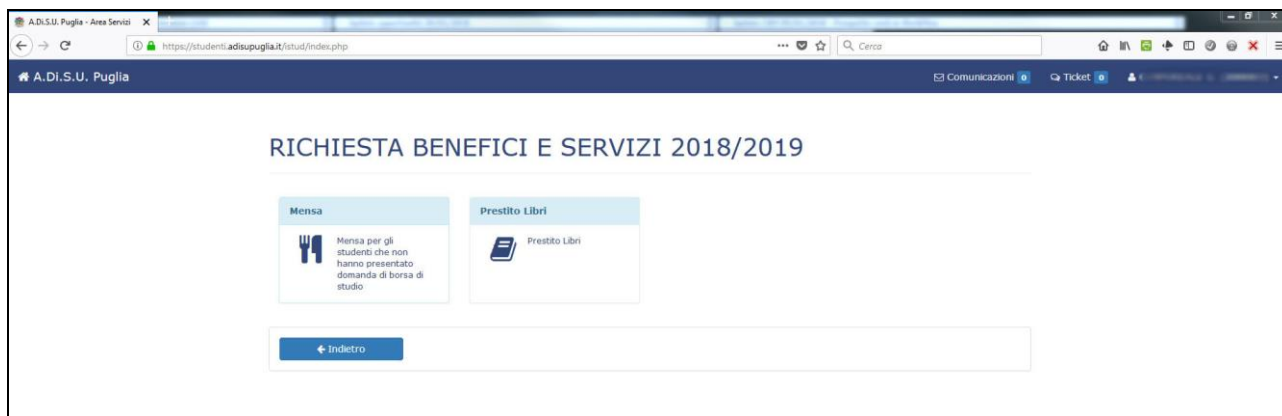 A.Di.S.U. Puglia - Area Servizi
https://studenti.adisupuglia.it/istud/index.php
Cerca
A.Di.S.U. Puglia
Comunicazioni 0
Ticket 0
RICHIESTA BENEFICI E SERVIZI 2018/2019
Mensa
Mensa per gli
studenti che non
hanno presentato
domanda di borsa di
studio
Prestito Libri
Prestito Libri
Indietro